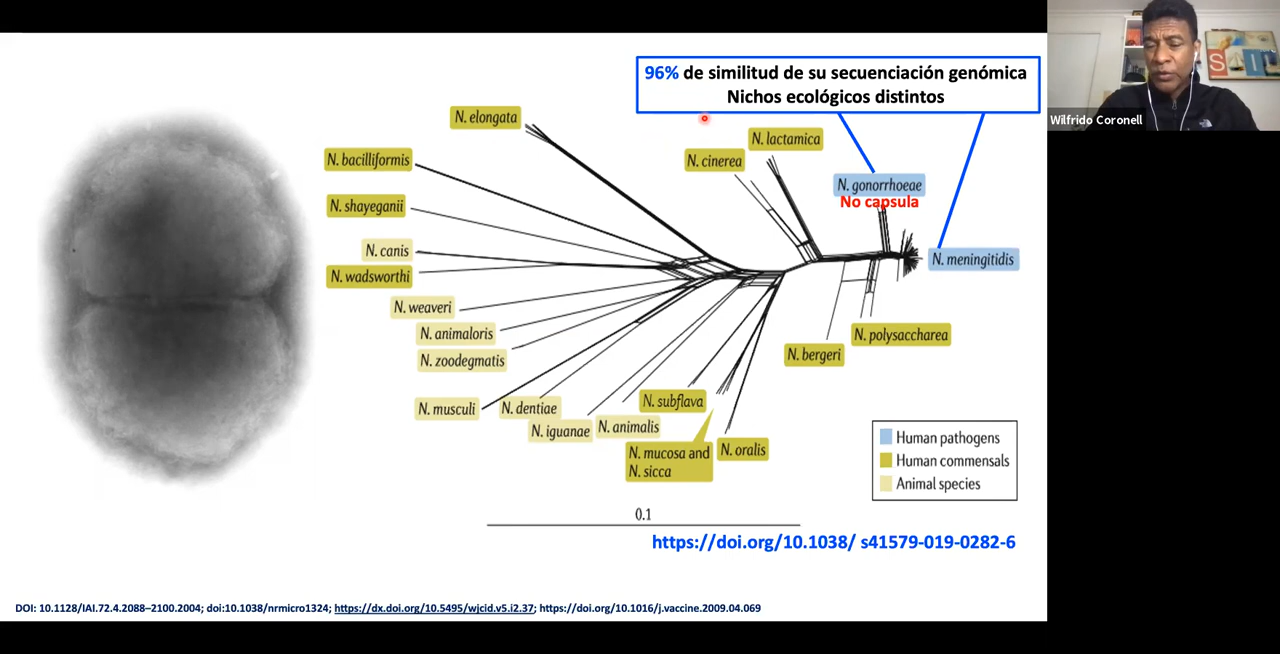 96% de similitud de su secuenciación genómica
Nichos ecológicos distintos
Wilfrido Coronell
N. elongata
N. lactamica
N. bacilliformis
N. cinerea
N. gonorrhoeae
No capsula
N. shayeganii
N. canis
N. meningitidis
N. wadsworthi
N. weaveri
N. animaloris
N. polysaccharea
N. zoodegmatis
N. bergeri
N. subflava
N. musculi
N. dentiae
N. iguanae
N. animalis
N. mucosa and
N. sicca
N. oralis
Human pathogens
Human commensals
Animal species
0.1
https://doi.org/10.1038/ s41579-019-0282-6
DOI: 10.1128/IAI.72.4.2088–2100.2004; doi:10.1038/nrmicro1324; https://dx.doi.org/10.5495/wjcid.v5.i2.37; https://doi.org/10.1016/j.vaccine.2009.04.069